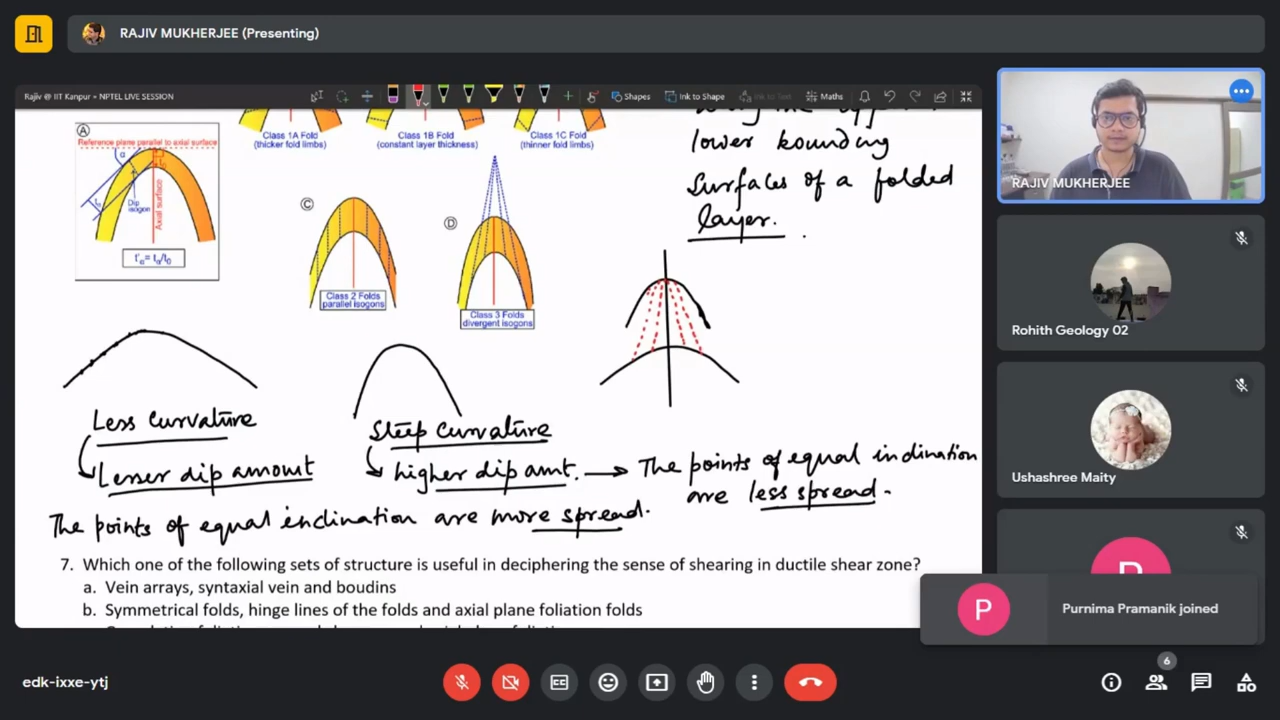 RAJIV MUKHERJEE (Presenting)
Rajiv @ IIT Kanpur - NPTEL LIVE SESSION
Shapes
Ink to Shape
Ink to Text
Maths
A
Reference plane parallel to axial surface
α
Dip
isogon
Axial surface
t'α = tα/t0
Class 1A Fold
(thicker fold limbs)
Class 1B Fold
(constant layer thickness)
Class 1C Fold
(thinner fold limbs)
C
Class 2 Folds
parallel isogons
D
Class 3 Folds
divergent isogons
lower bounding
surfaces of a folded
layer.
Less curvature
Lesser dip amount
The points of equal inclination are more spread.
Steep curvature
higher dip amt. → The points of equal inclination
are less spread.
7. Which one of the following sets of structure is useful in deciphering the sense of shearing in ductile shear zone?
a. Vein arrays, syntaxial vein and boudins
b. Symmetrical folds, hinge lines of the folds and axial plane foliation folds
RAJIV MUKHERJEE
Rohith Geology 02
Ushashree Maity
P
P
Purnima Pramanik joined
edk-ixxe-ytj
6